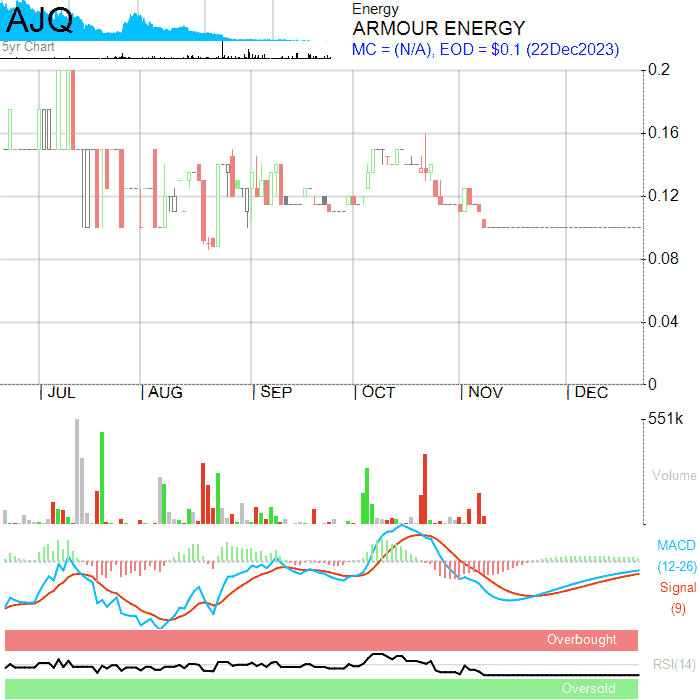 AJQ
5yr Chart
Energy
ARMOUR ENERGY
MC = (N/A), EOD = $0.1 (22Dec2023)
0.2
0.16
0.12
0.08
0.04
0
JUL AUG SEP OCT NOV DEC
551k
Volume
MACD
(12-26)
Signal
(9)
Overbought
RSI(14)
Oversold